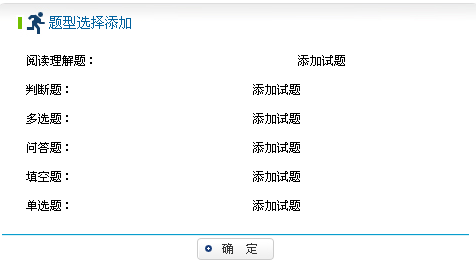 题型选择添加
阅读理解题： 添加试题
判断题： 添加试题
多选题： 添加试题
问答题： 添加试题
填空题： 添加试题
单选题： 添加试题
确 定